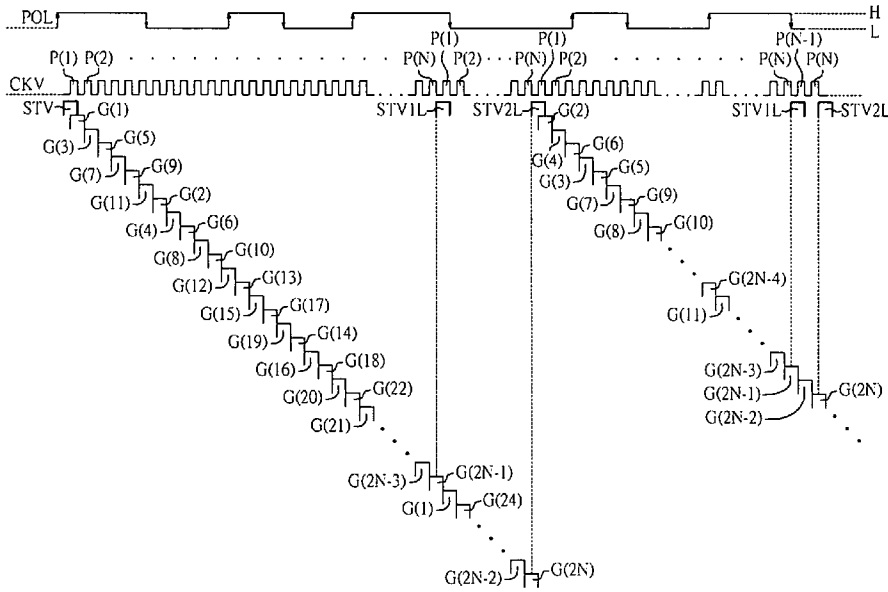 POL
H
L
P(1)
P(2)
P(N)
P(1)
P(2)
P(N)
P(1)
P(2)
P(N)
P(N-1)
P(N)
CKV
STV
G(1)
STV1L
STV2L
G(2)
STV1L
STV2L
G(3)
G(5)
G(4)
G(6)
G(7)
G(9)
G(3)
G(5)
G(11)
G(2)
G(7)
G(9)
G(4)
G(6)
G(8)
G(10)
G(8)
G(10)
G(12)
G(13)
G(2N-4)
G(15)
G(17)
G(11)
G(19)
G(14)
G(16)
G(18)
G(2N-3)
G(20)
G(22)
G(2N-1)
G(2N)
G(21)
G(2N-2)
G(2N-3)
G(2N-1)
G(1)
G(24)
G(2N-2)
G(2N)